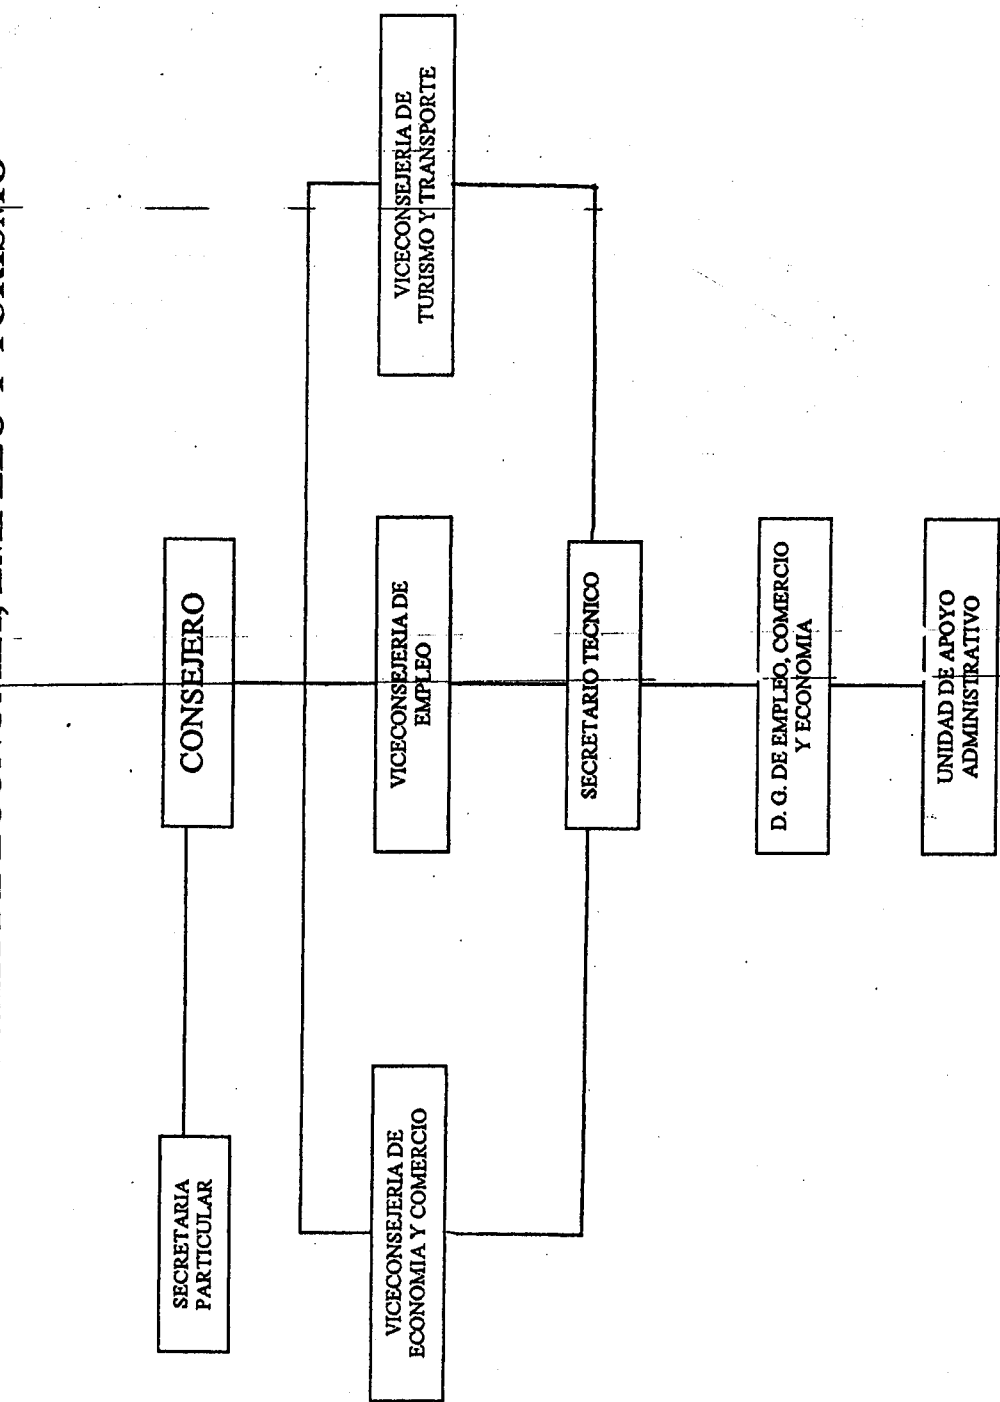 CONSEJERO
SECRETARIA
PARTICULAR
VICECONSEJERIA DE
ECONOMIA Y COMERCIO
VICECONSEJERIA DE
EMPLEO
VICECONSEJERIA DE
TURISMO Y TRANSPORTE
SECRETARIO TECNICO
D. G. DE EMPLEO, COMERCIO
Y ECONOMIA
UNIDAD DE APOYO
ADMINISTRATIVO